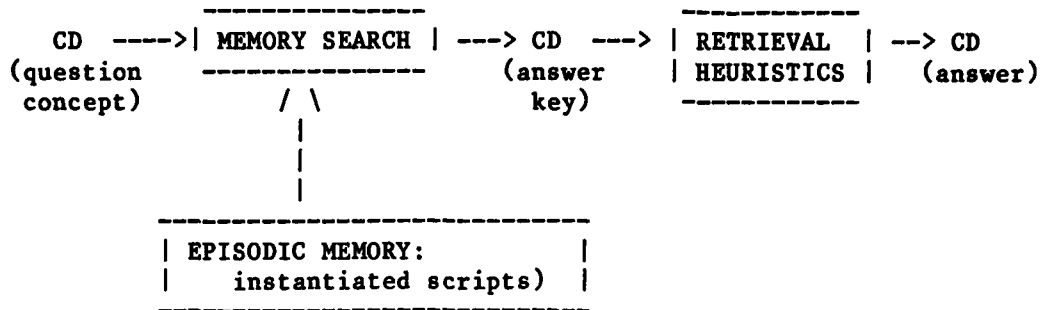 CD ---->| MEMORY SEARCH | ---> CD ---> | RETRIEVAL | --> CD
(question (answer | HEURISTICS | (answer)
concept) key)
| EPISODIC MEMORY: |
| instantiated scripts) |